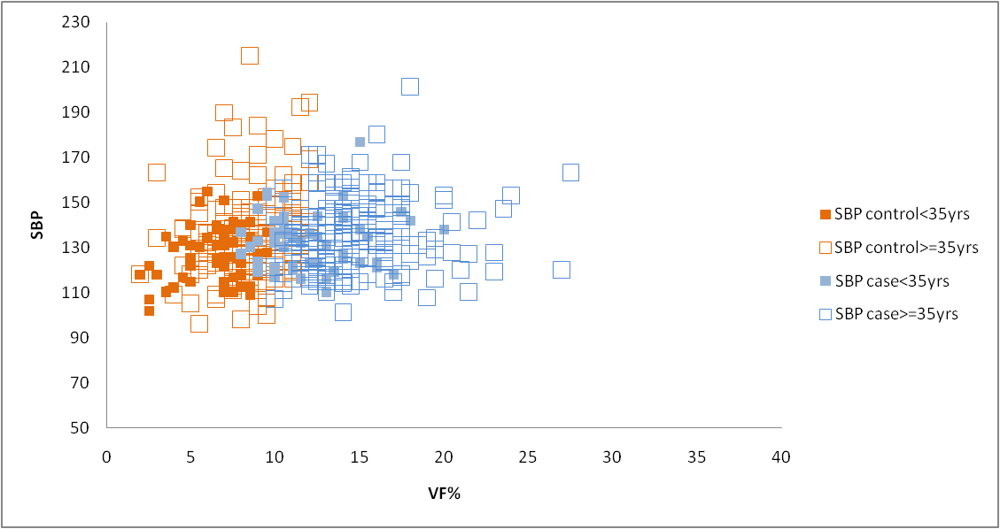 230
210
190
170
150
130
110
90
70
50
SBP
0 5 10 15 20 25 30 35 40
VF%
SBP control<35yrs
SBP control>=35yrs
SBP case<35yrs
SBP case>=35yrs